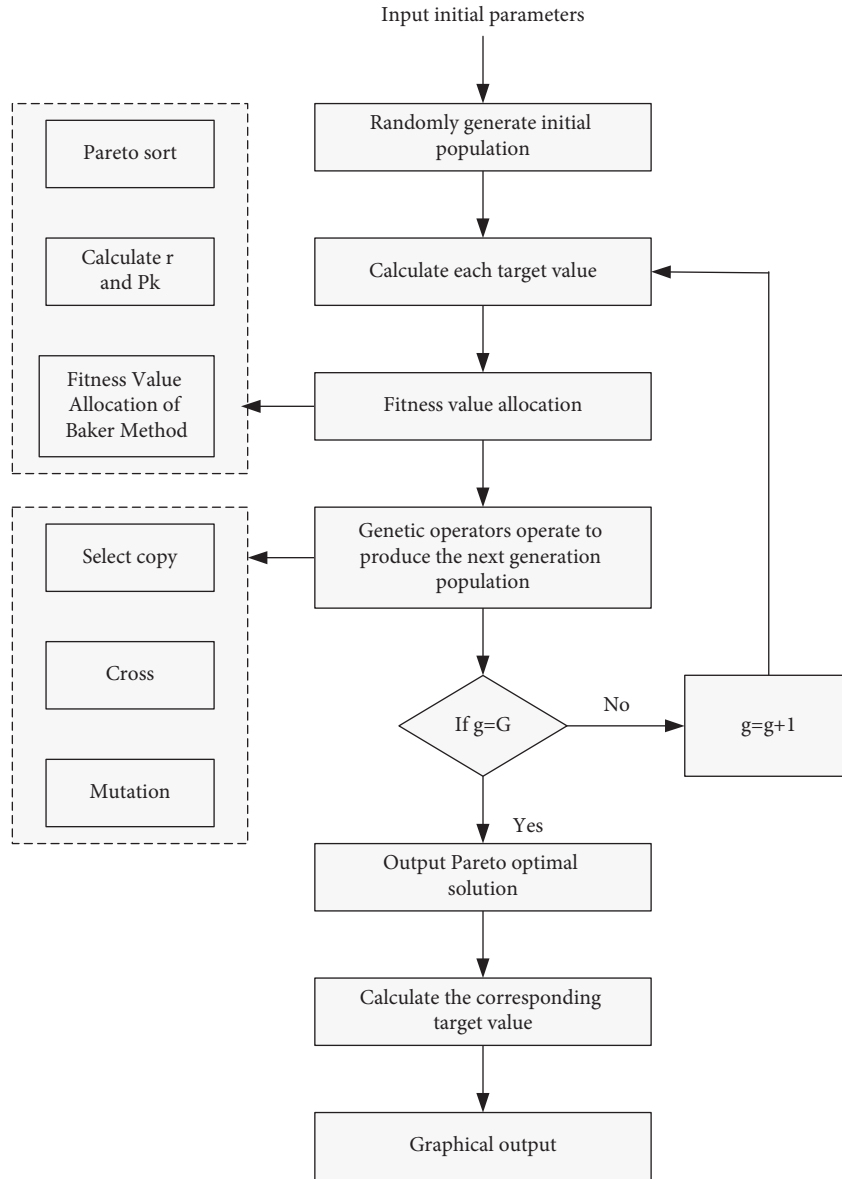 Input initial parameters
Randomly generate initial
population
Pareto sort
Calculate r
and Pk
Calculate each target value
Fitness Value
Allocation of
Baker Method
Fitness value allocation
Genetic operators operate to
produce the next generation
population
Select copy
Cross
Mutation
If g=G
No
g=g+1
Yes
Output Pareto optimal
solution
Calculate the corresponding
target value
Graphical output